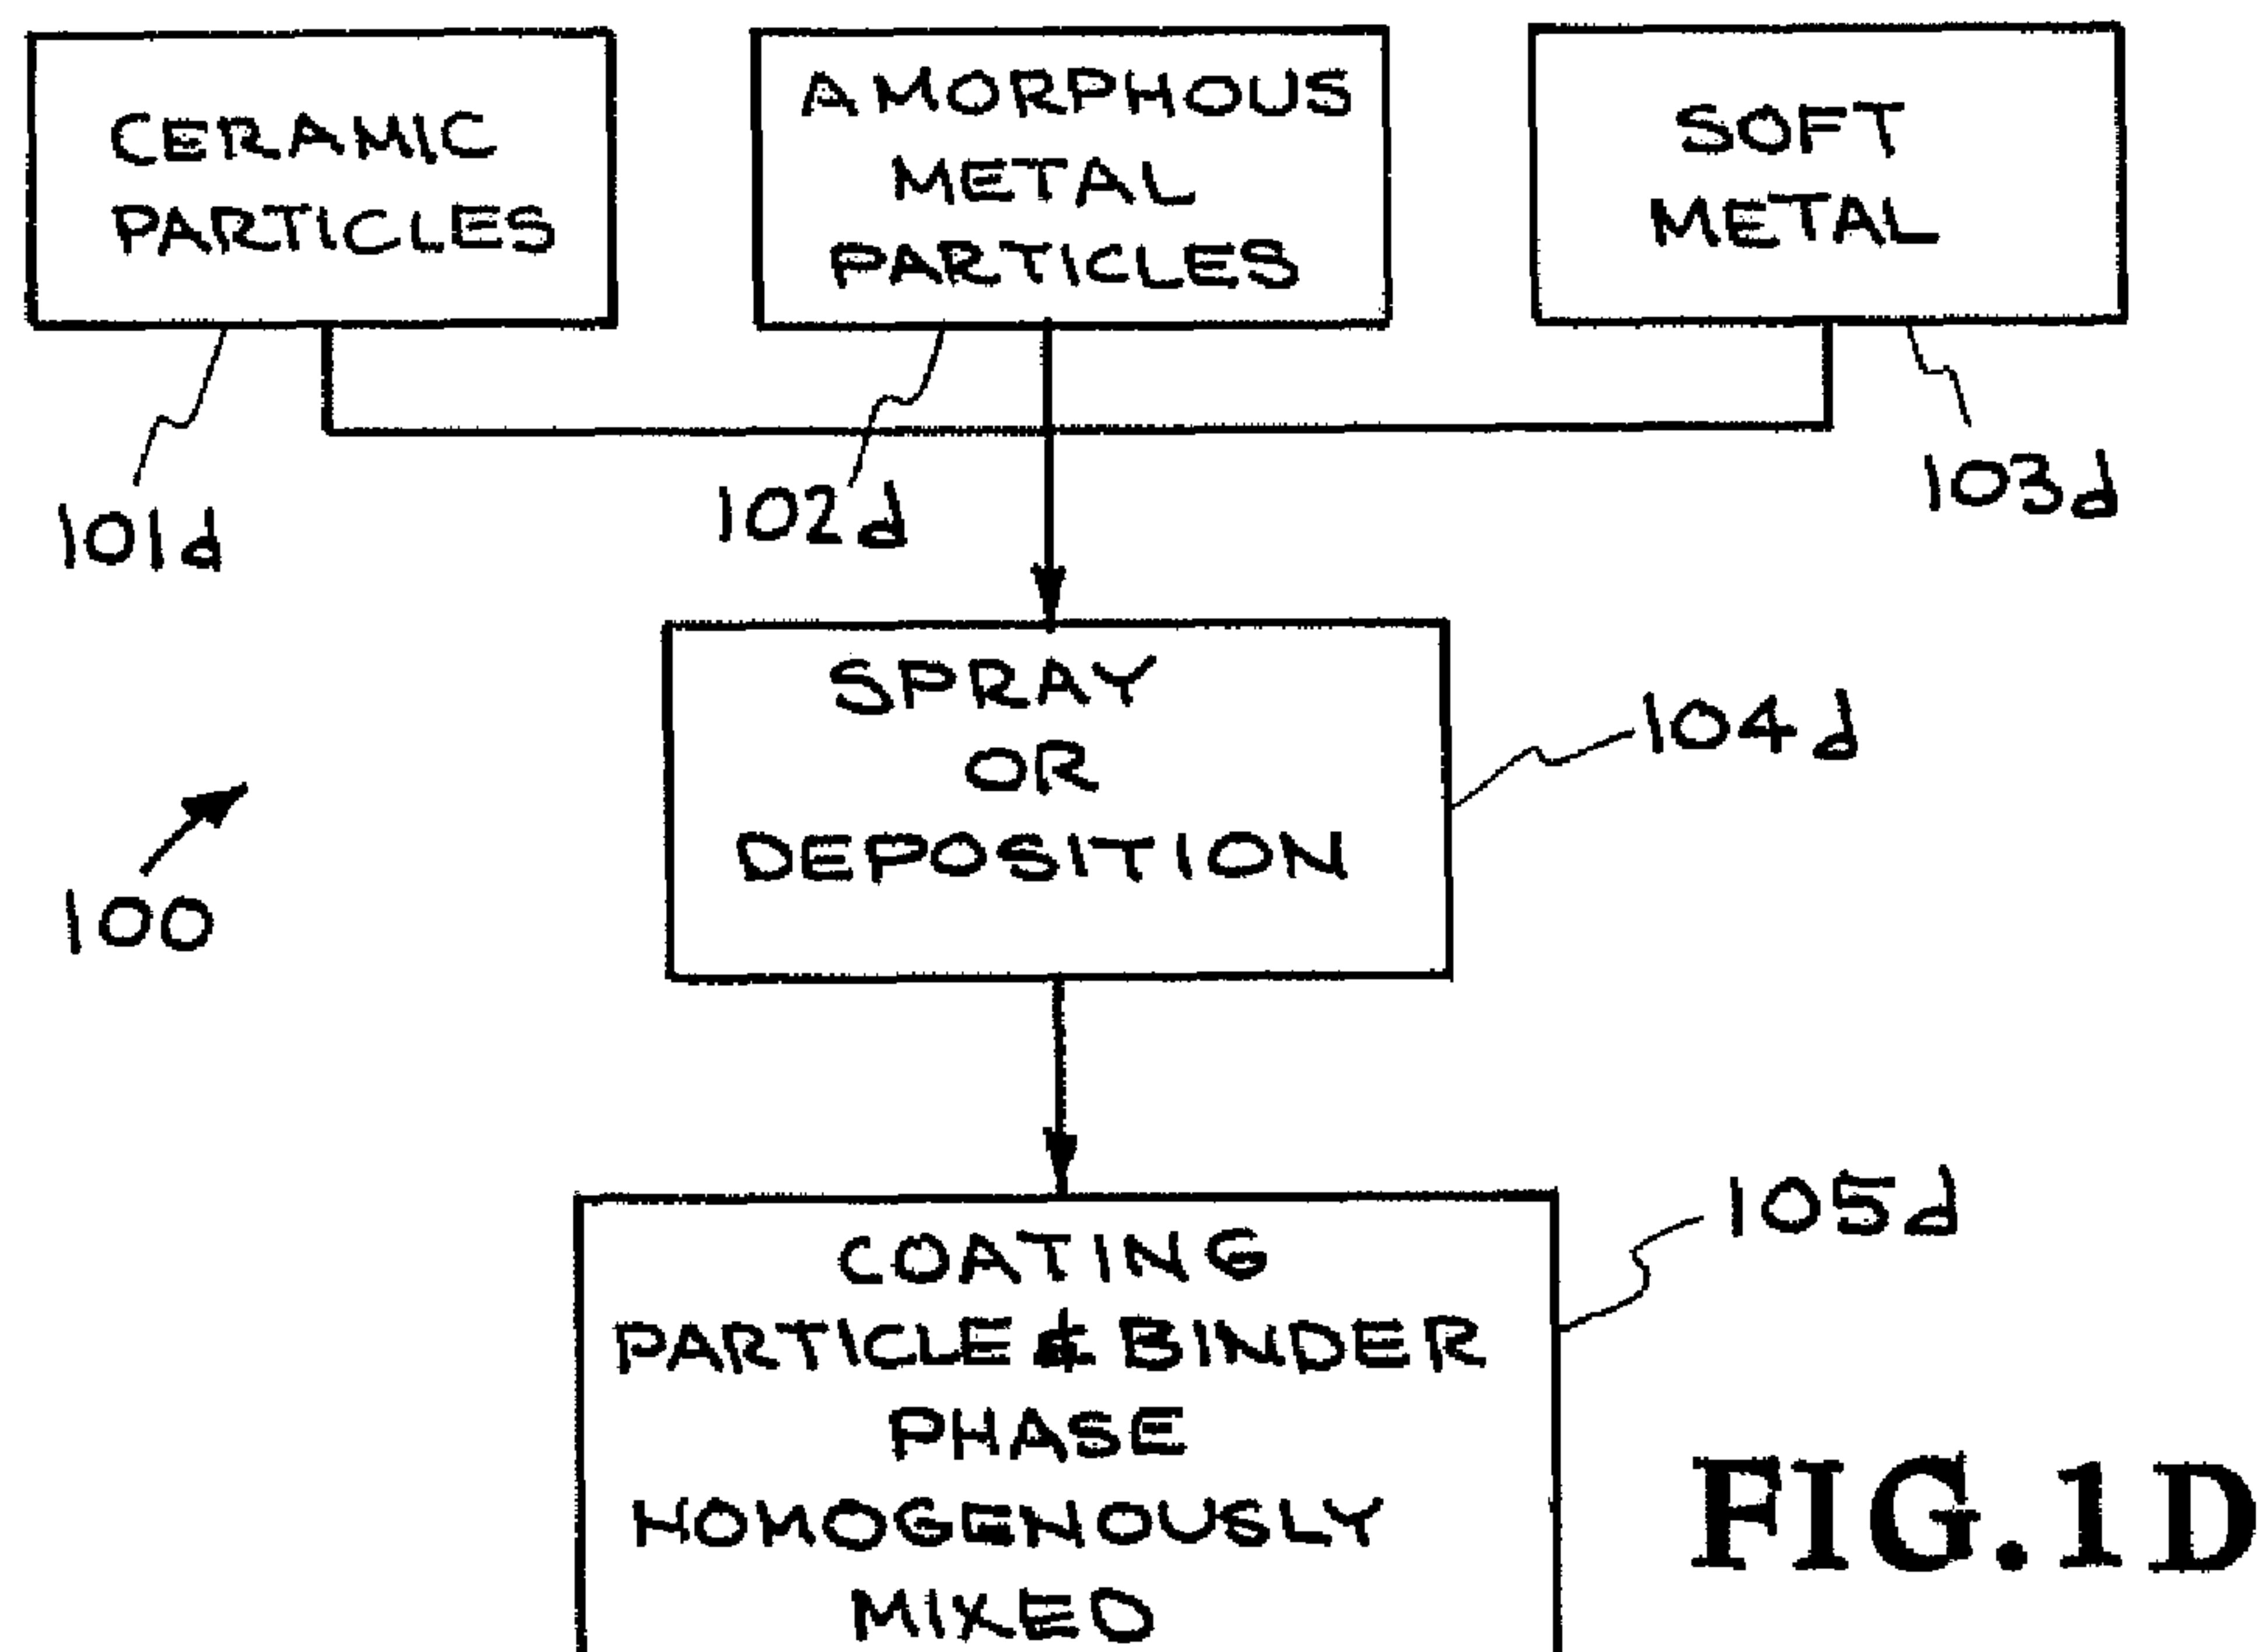 CERAMIC
PARTICLES
AMORPHOUS
METAL
PARTICLES
SOFT
METAL
101d
102d
103d
SPRAY
OR
DEPOSITION
104d
100
COATING
PARTICLE & BINDER
PHASE
HOMOGENOUSLY
MIXED
105d
FIG.1D